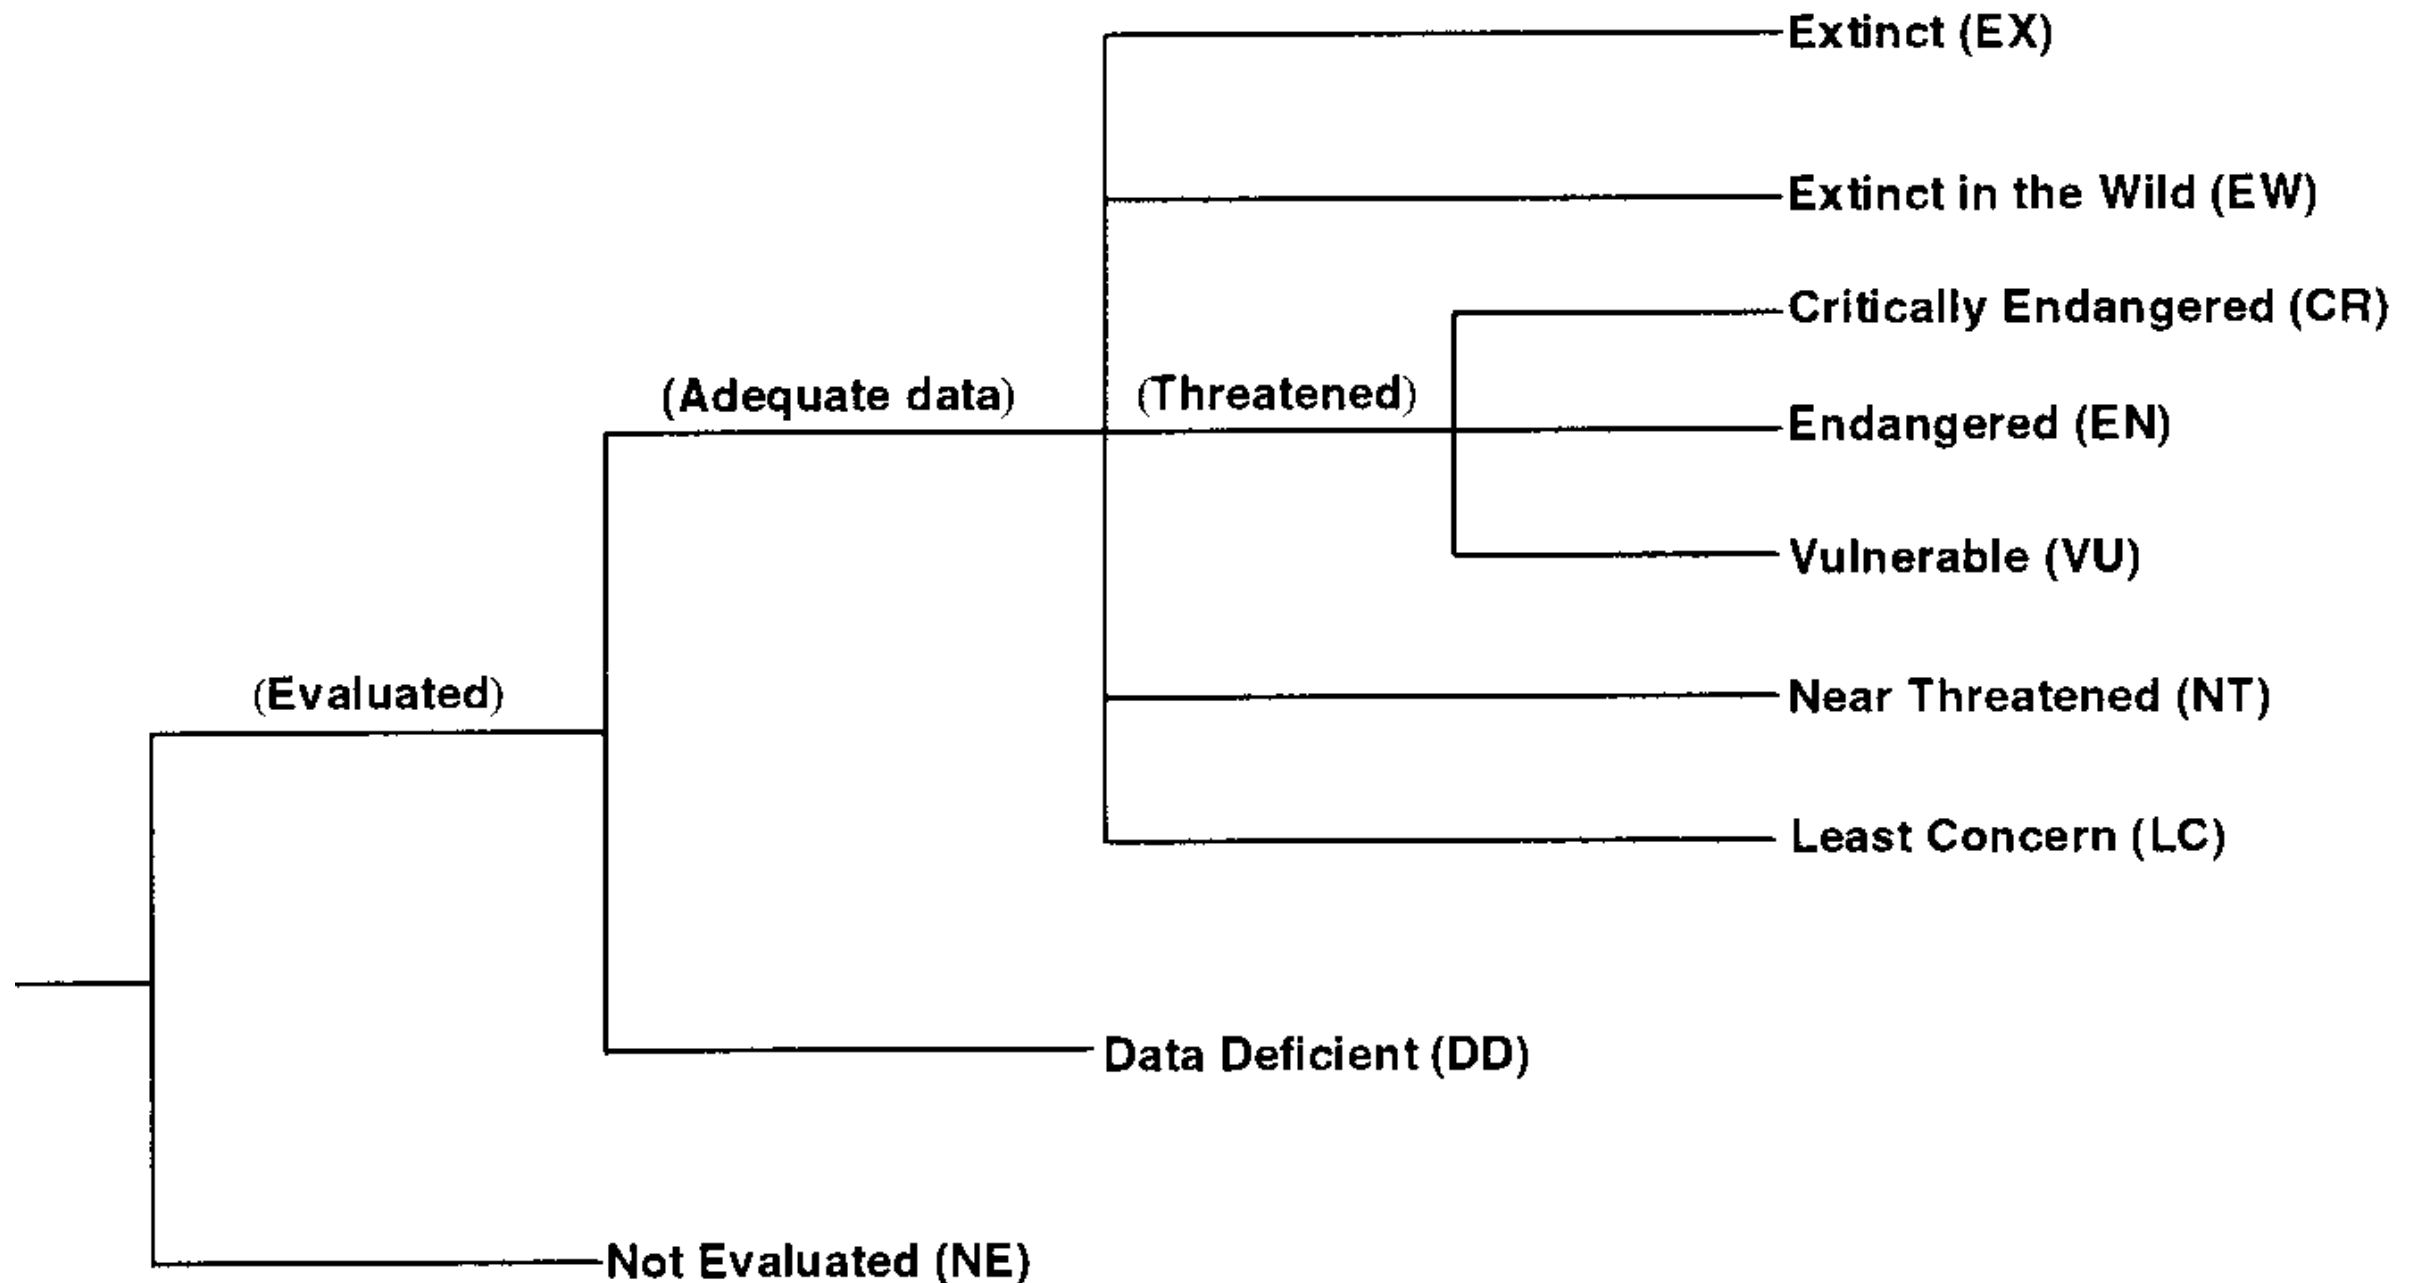 Extinct (EX)
Extinct in the Wild (EW)
Critically Endangered (CR)
(Adequate data)
(Threatened)
Endangered (EN)
Vulnerable (VU)
(Evaluated)
Near Threatened (NT)
Least Concern (LC)
Data Deficient (DD)
Not Evaluated (NE)